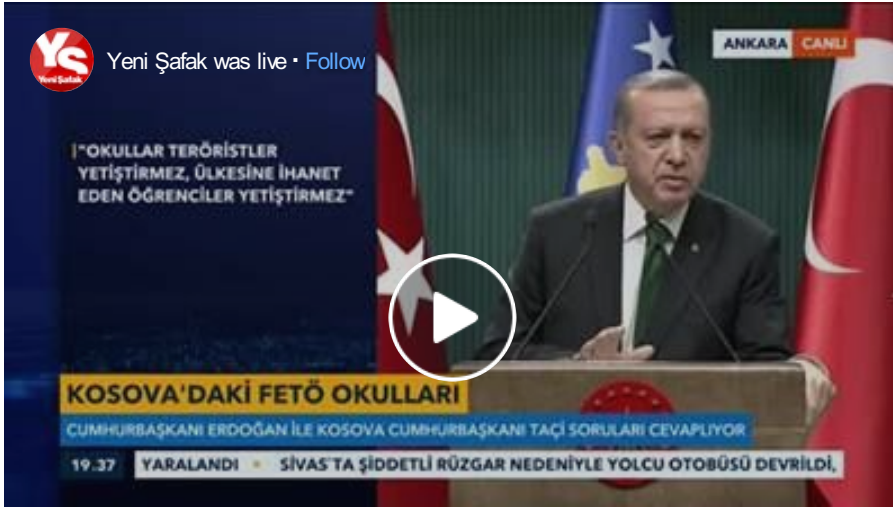 YS
Yeni Şafak
Yeni Şafak was live · Follow
ANKARA CANLI
"OKULLAR TERÖRİSTLER
YETİŞTİRMEZ, ÜLKESİNE İHANET
EDEN ÖĞRENCİLER YETİŞTİRMEZ"
KOSOVA'DAKİ FETÖ OKULLARI
CUMHURBAŞKANI ERDOĞAN İLE KOSOVA CUMHURBAŞKANI TAÇİ SORULARI CEVAPLIYOR
19.37 YARALANDI • SİVAS'TA ŞİDDETLİ RÜZGAR NEDENİYLE YOLCU OTOBÜSÜ DEVRİLDİ,